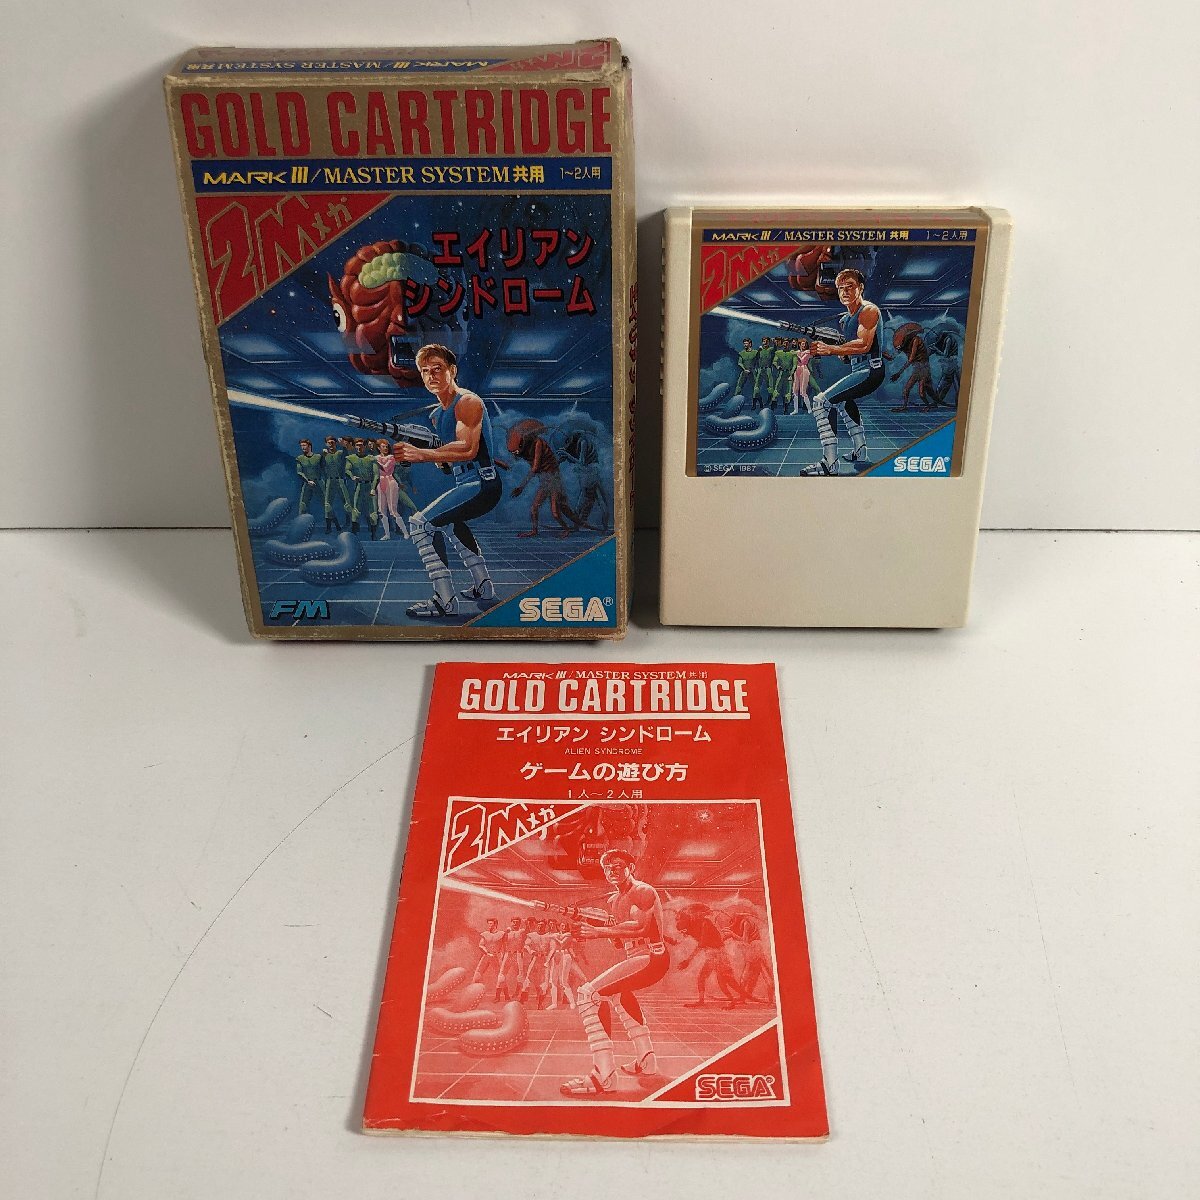 MARK III / MASTER SYSTEM 共用
2Mメガ
GOLD CARTRIDGE
MARK III / MASTER SYSTEM 共用 1~2人用
2Mメガ
エイリアン
シンドローム
FM
SEGA®
MARK III / MASTER SYSTEM 共用 1~2人用
2Mメガ
© SEGA 1987
SEGA®
MARK III / MASTER SYSTEM 共用
GOLD CARTRIDGE
エイリアン シンドローム
ALIEN SYNDROME
ゲームの遊び方
1人~2人用
2Mメガ
SEGA®